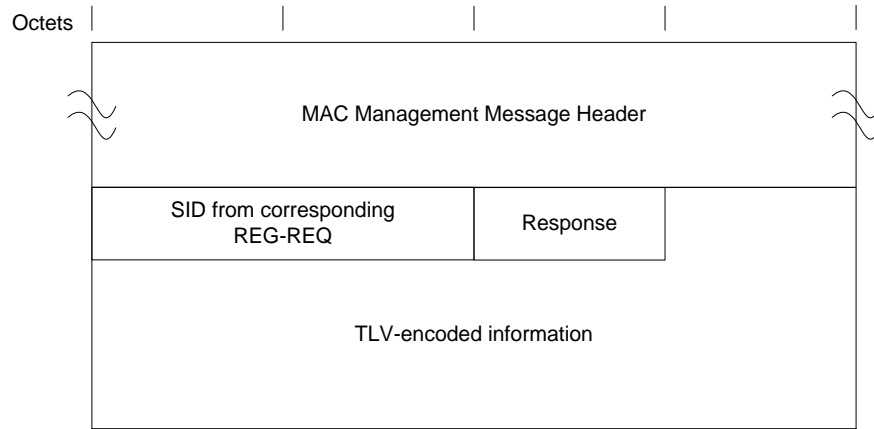 Octets
MAC Management Message Header
SID from corresponding
REG-REQ
Response
TLV-encoded information